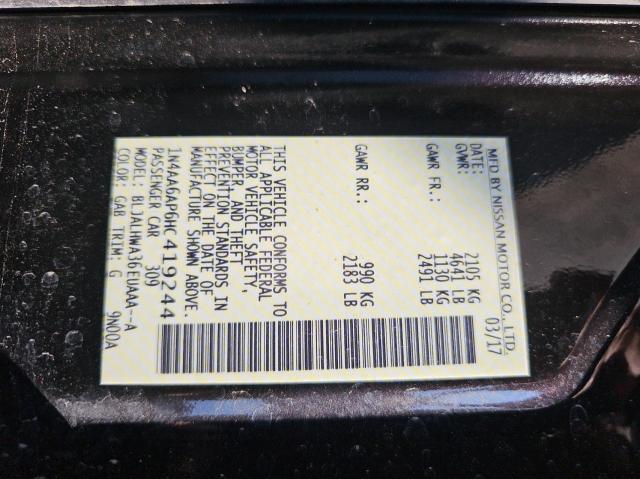 MFD BY NISSAN MOTOR CO., LTD.
DATE: 03/17
GVWR: 2105 KG
4641 LB
GAWR FR.: 1130 KG
2491 LB
GAWR RR.: 990 KG
2183 LB
THIS VEHICLE CONFORMS TO
ALL APPLICABLE FEDERAL
MOTOR VEHICLE SAFETY,
BUMPER, AND THEFT
PREVENTION STANDARDS IN
EFFECT ON THE DATE OF
MANUFACTURE SHOWN ABOVE.
1N4AA6AP6HC419244
PASSENGER CAR 309
MODEL: BLJALHWA36EUAAA--A
COLOR: GAB TRIM: G 9N00A